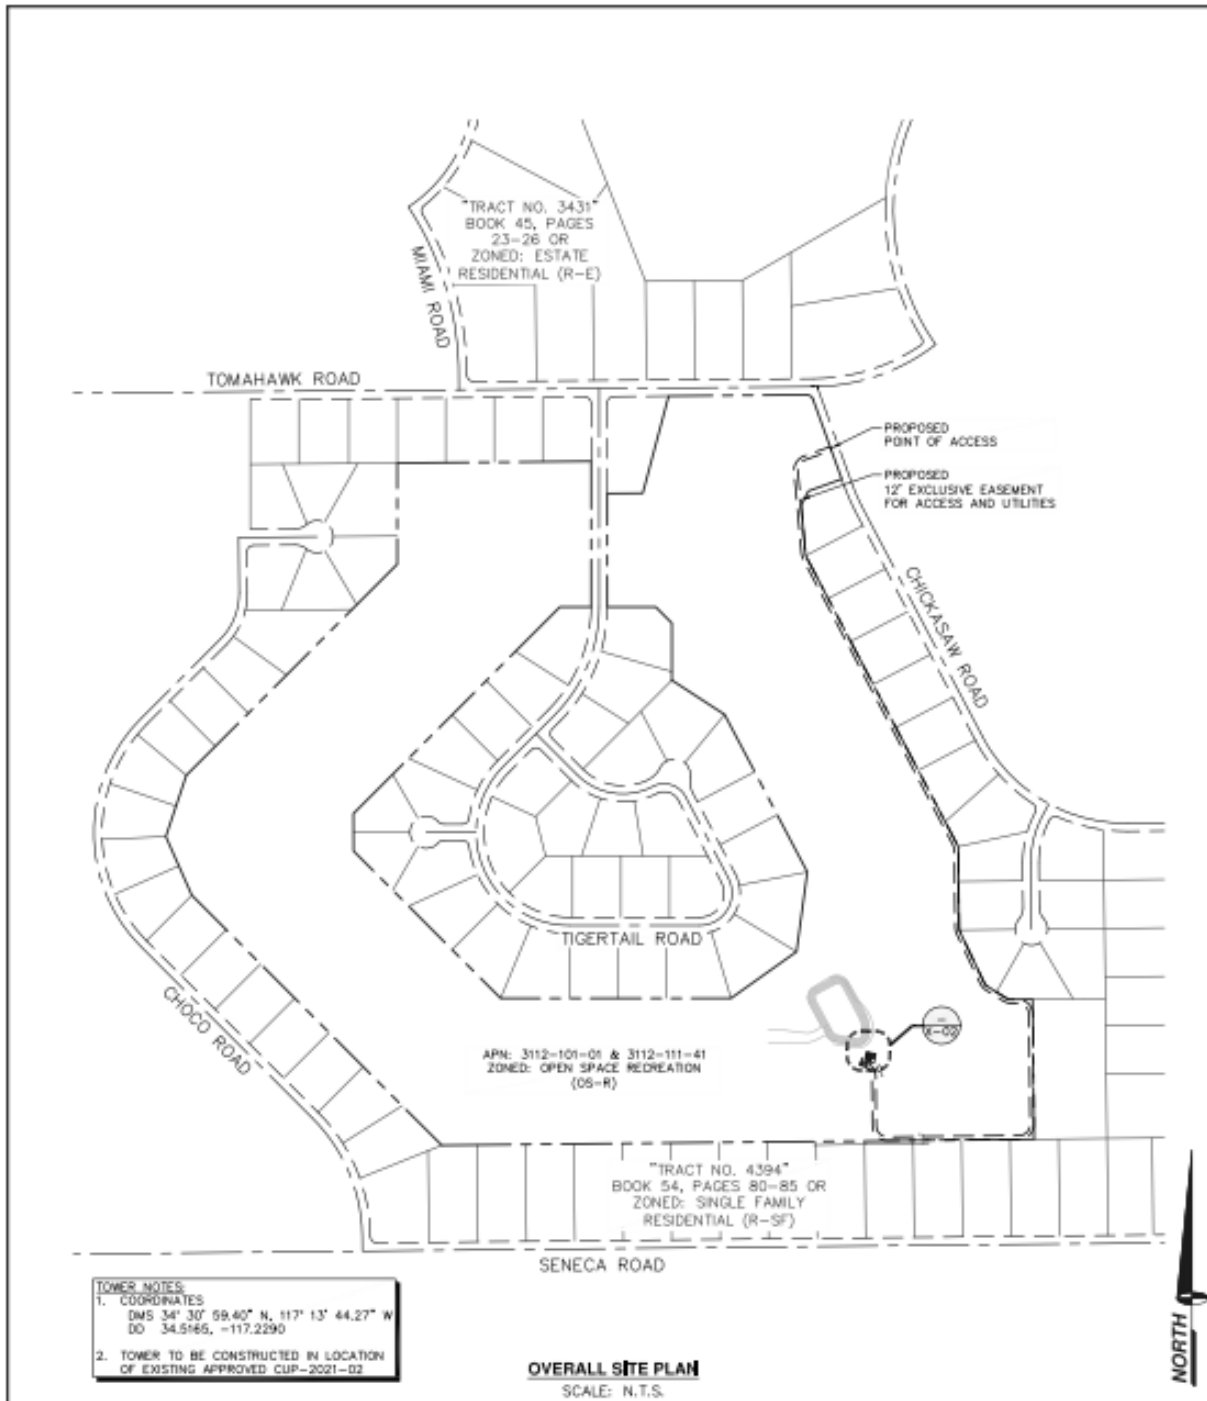 "TRACT NO. 3431"
BOOK 45, PAGES
23-26 OR
ZONED: ESTATE
RESIDENTIAL (R-E)
MIAMI ROAD
TOMAHAWK ROAD
PROPOSED
POINT OF ACCESS
PROPOSED
12' EXCLUSIVE EASEMENT
FOR ACCESS AND UTILITIES
CHICKASAW ROAD
TIGERTAIL ROAD
CHOCO ROAD
APN: 3112-101-01 & 3112-111-41
ZONED: OPEN SPACE RECREATION
(OS-R)
"TRACT NO. 4394"
BOOK 54, PAGES 80-85 OR
ZONED: SINGLE FAMILY
RESIDENTIAL (R-SF)
SENECA ROAD
TOWER NOTES:
1. COORDINATES
DMS 34° 30' 59.40" N, 117° 13' 44.27" W
DD 34.5165, -117.2290
2. TOWER TO BE CONSTRUCTED IN LOCATION
OF EXISTING APPROVED CUP-2021-02
OVERALL SITE PLAN
SCALE: N.T.S.
NORTH